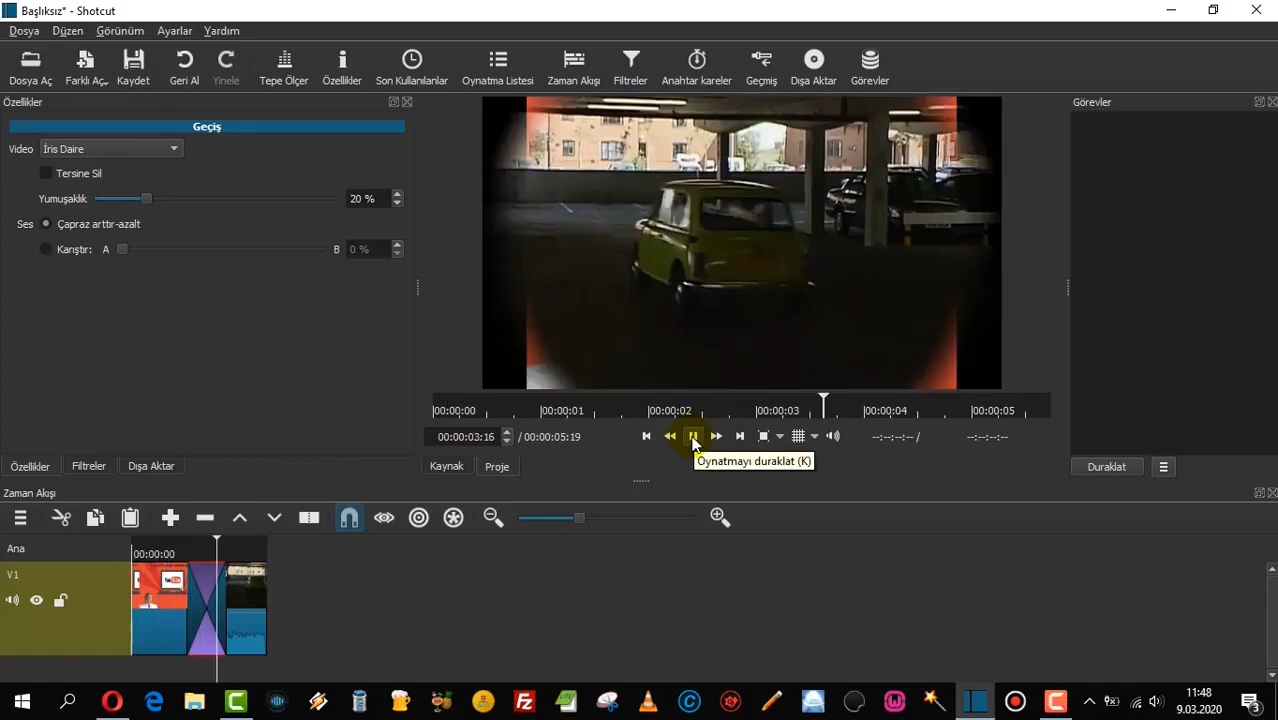 Başlıksız* - Shotcut
Dosya Düzen Görünüm Ayarlar Yardım
Dosya Aç Farklı Aç.. Kaydet Geri Al Yinele Tepe Ölçer Özellikler Son Kullanılanlar Oynatma Listesi Zaman Akışı Filtreler Anahtar kareler Geçmiş Dışa Aktar Görevler
Özellikler
Görevler
Geçiş
Video İris Daire
Tersine Sil
Yumuşaklık 20 %
Ses Çapraz arttır-azalt
Karıştır: A B 0 %
00:00:00 00:00:01 00:00:02 00:00:03 00:00:04 00:00:05
00:00:03:16 / 00:00:05:19 --:--:-- / --:--:--
Oynatmayı duraklat (K)
Özellikler Filtreler Dışa Aktar
Kaynak Proje
Duraklat
Zaman Akışı
Ana
00:00:00
V1
11:48
9.03.2020
3